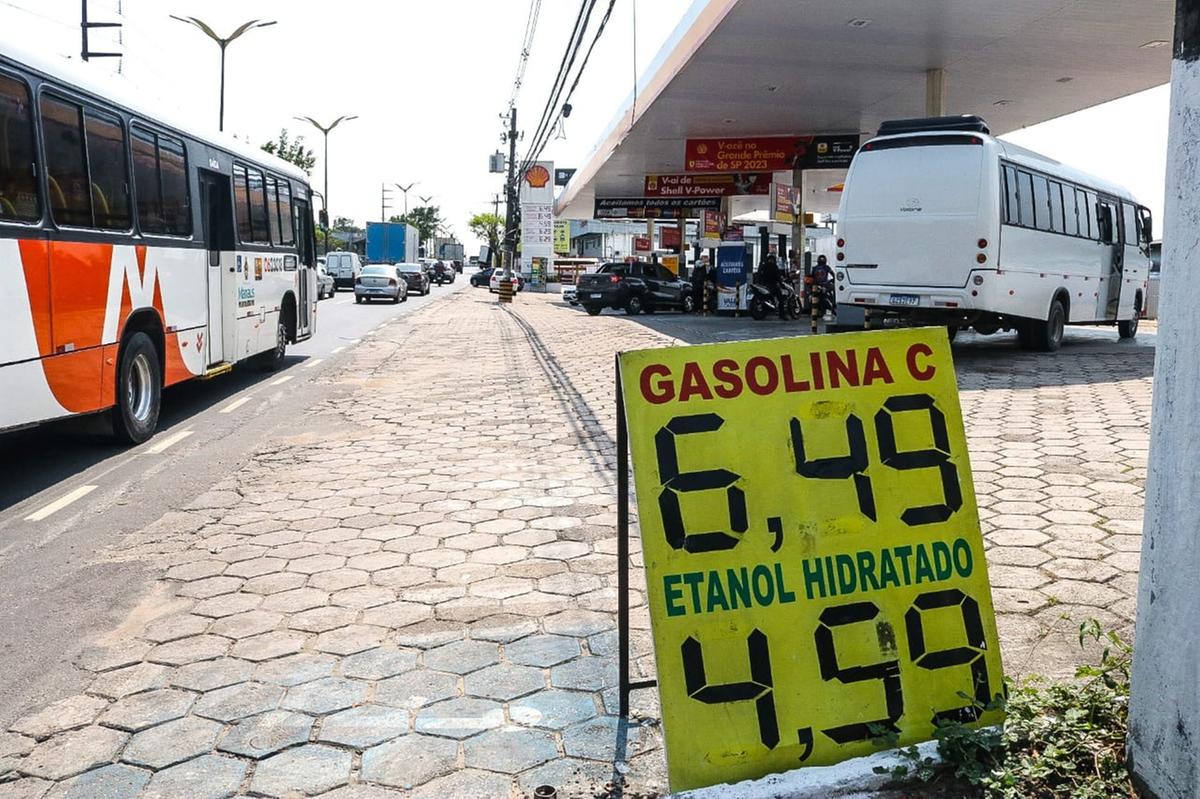 V-ocê no
Grande Prêmio
de SP 2023
V-ai de
Shell V-Power
Aceitamos todos os cartões
Manaus
GASOLINA C
6,49
ETANOL HIDRATADO
4,59